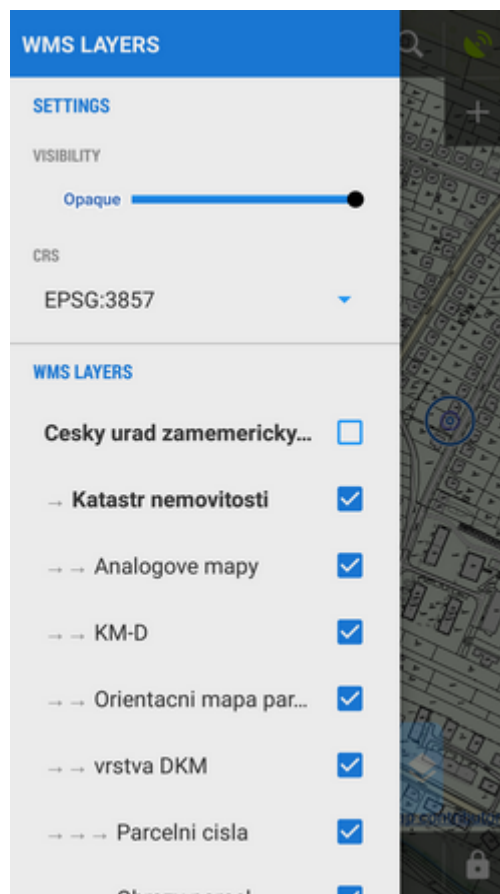 WMS LAYERS
SETTINGS
VISIBILITY
Opaque
CRS
EPSG:3857
WMS LAYERS
Cesky urad zamemericky...
→ Katastr nemovitosti
→ → Analogove mapy
→ → KM-D
→ → Orientacni mapa par...
→ → vrstva DKM
→ → → Parcelni cisla